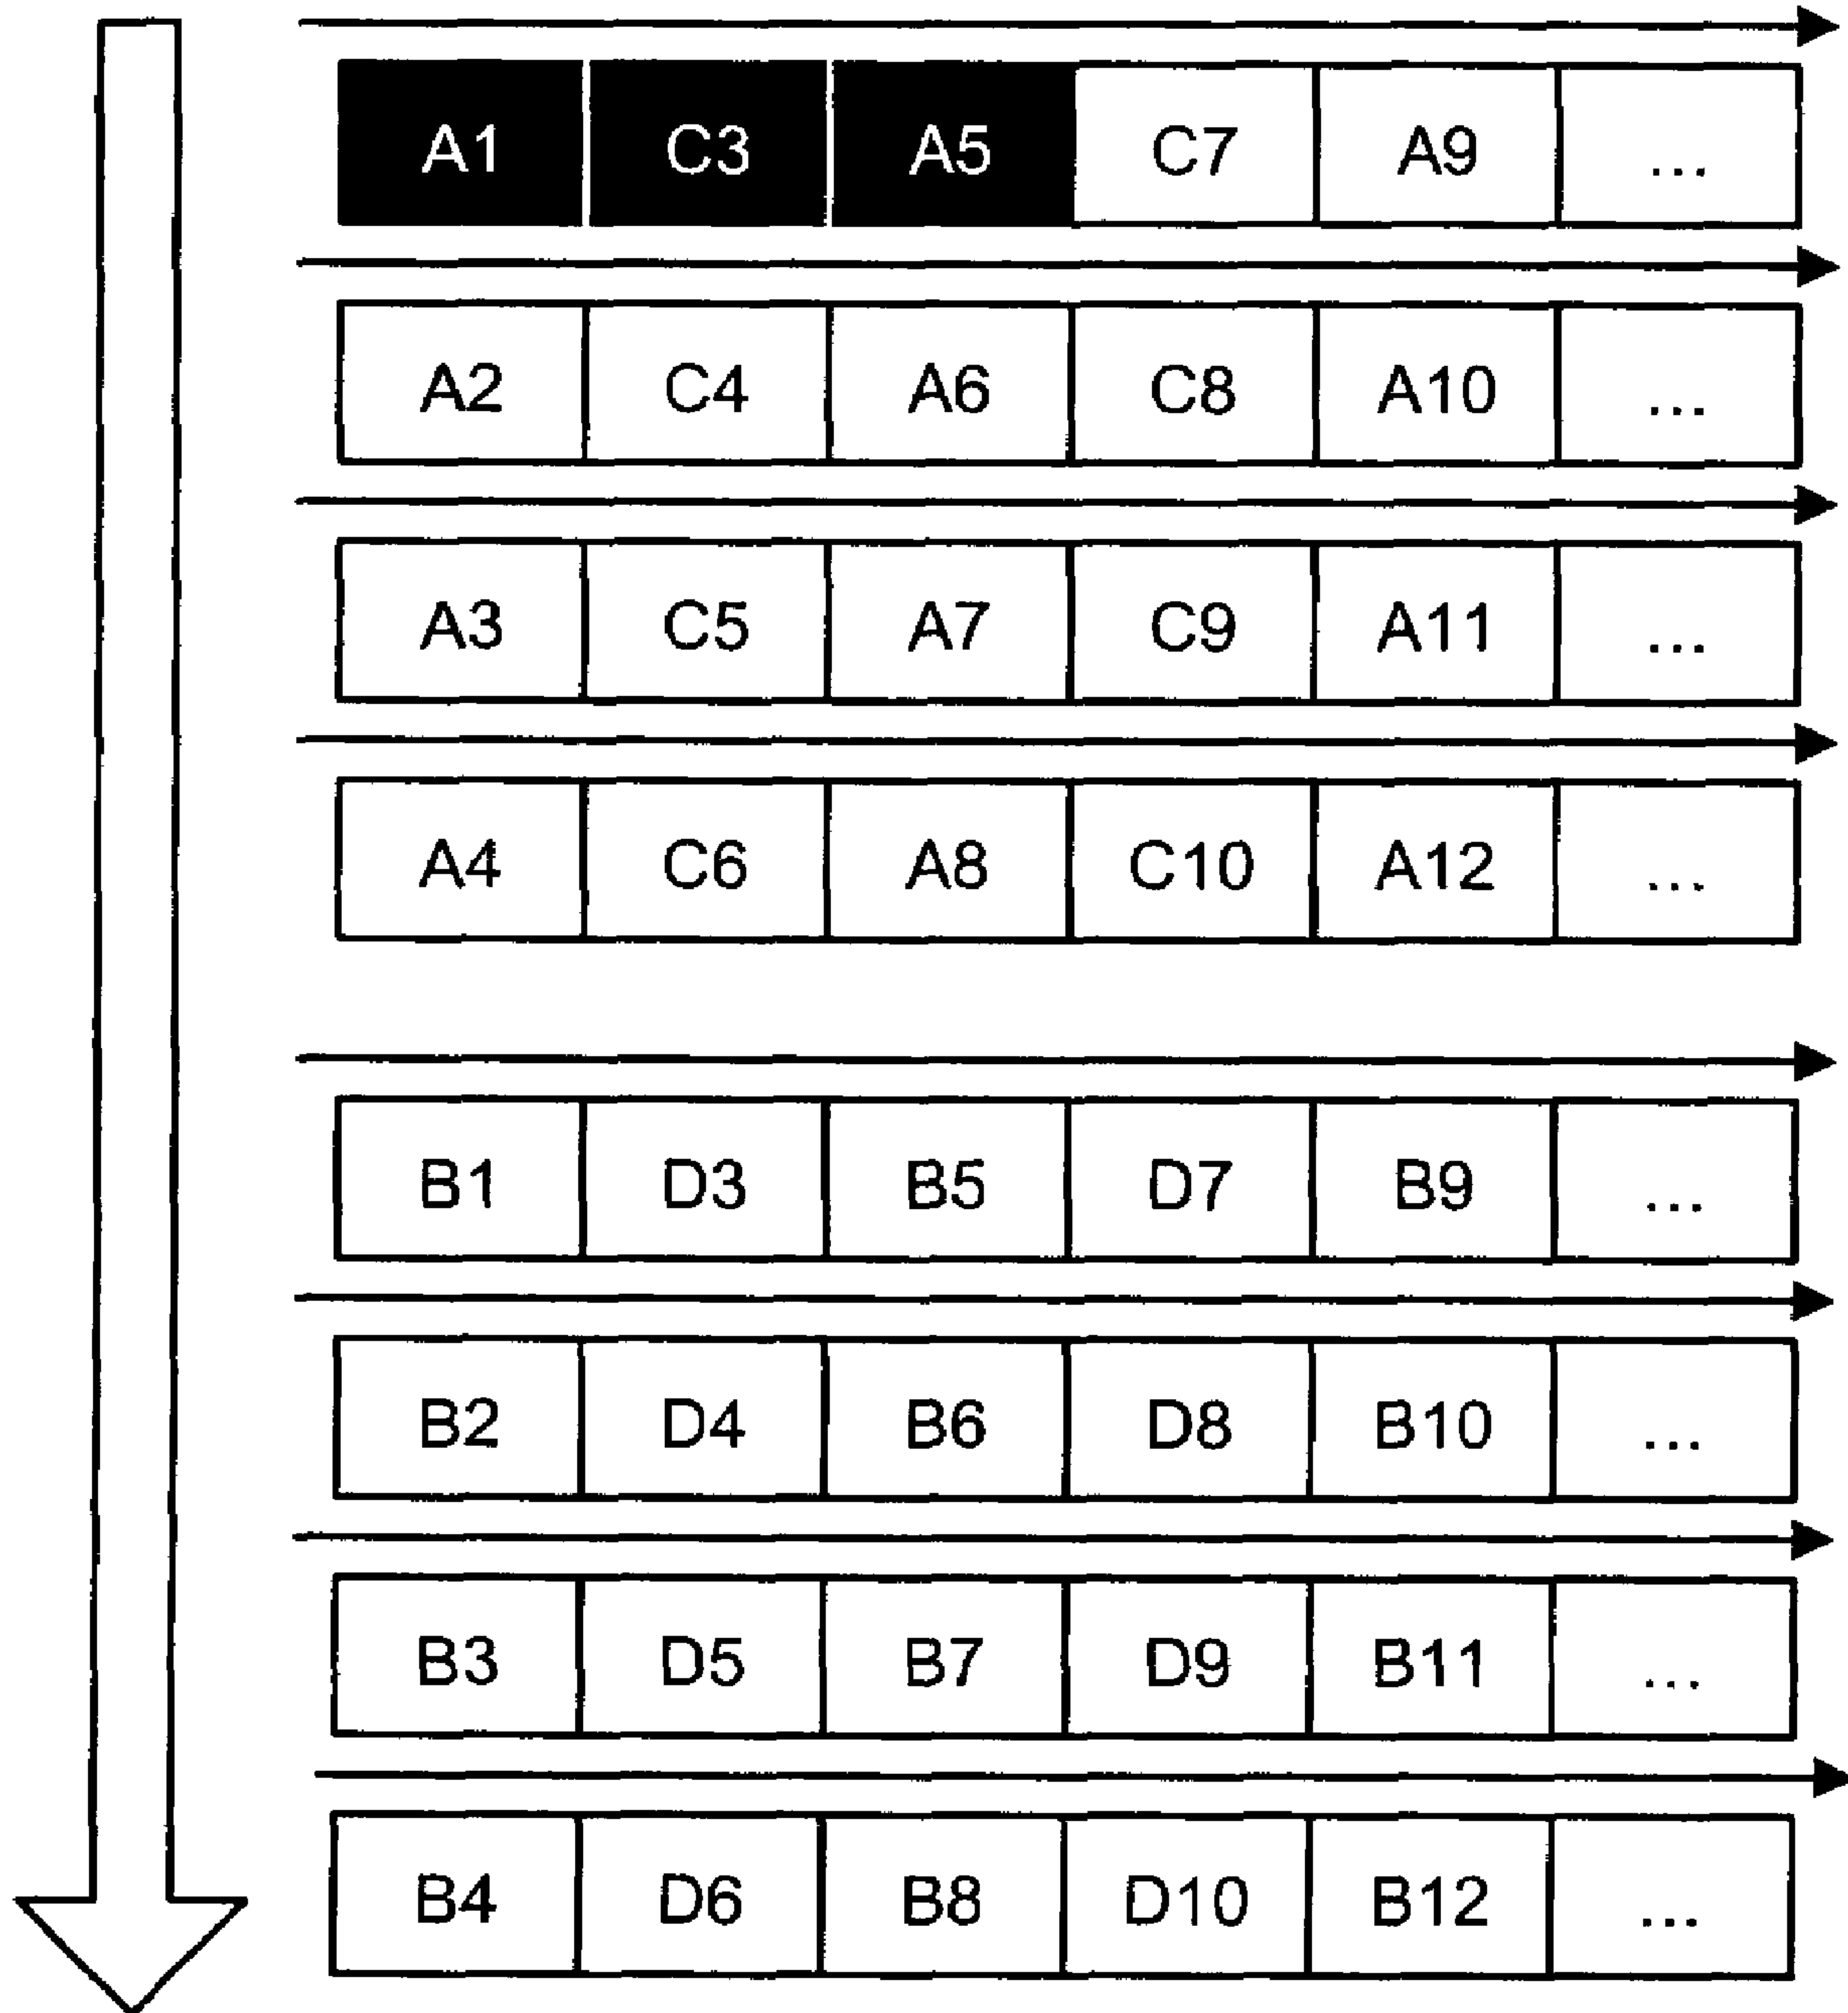 A1 C3 A5 C7 A9 ...
A2 C4 A6 C8 A10 ...
A3 C5 A7 C9 A11 ...
A4 C6 A8 C10 A12 ...
B1 D3 B5 D7 B9 ...
B2 D4 B6 D8 B10 ...
B3 D5 B7 D9 B11 ...
B4 D6 B8 D10 B12 ...